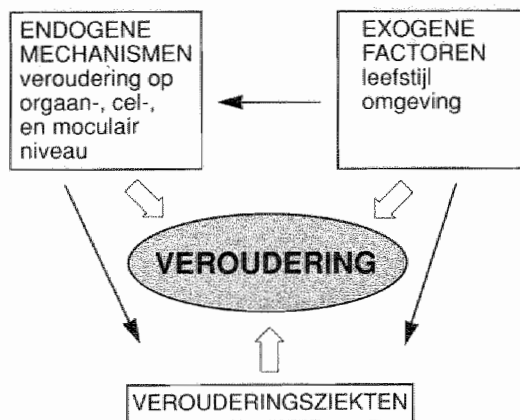 ENDOGENE
MECHANISMEN
veroudering op
orgaan-, cel-,
en moculair
niveau
EXOGENE
FACTOREN
leefstijl
omgeving
VEROUDERING
VEROUDERINGSZIEKTEN